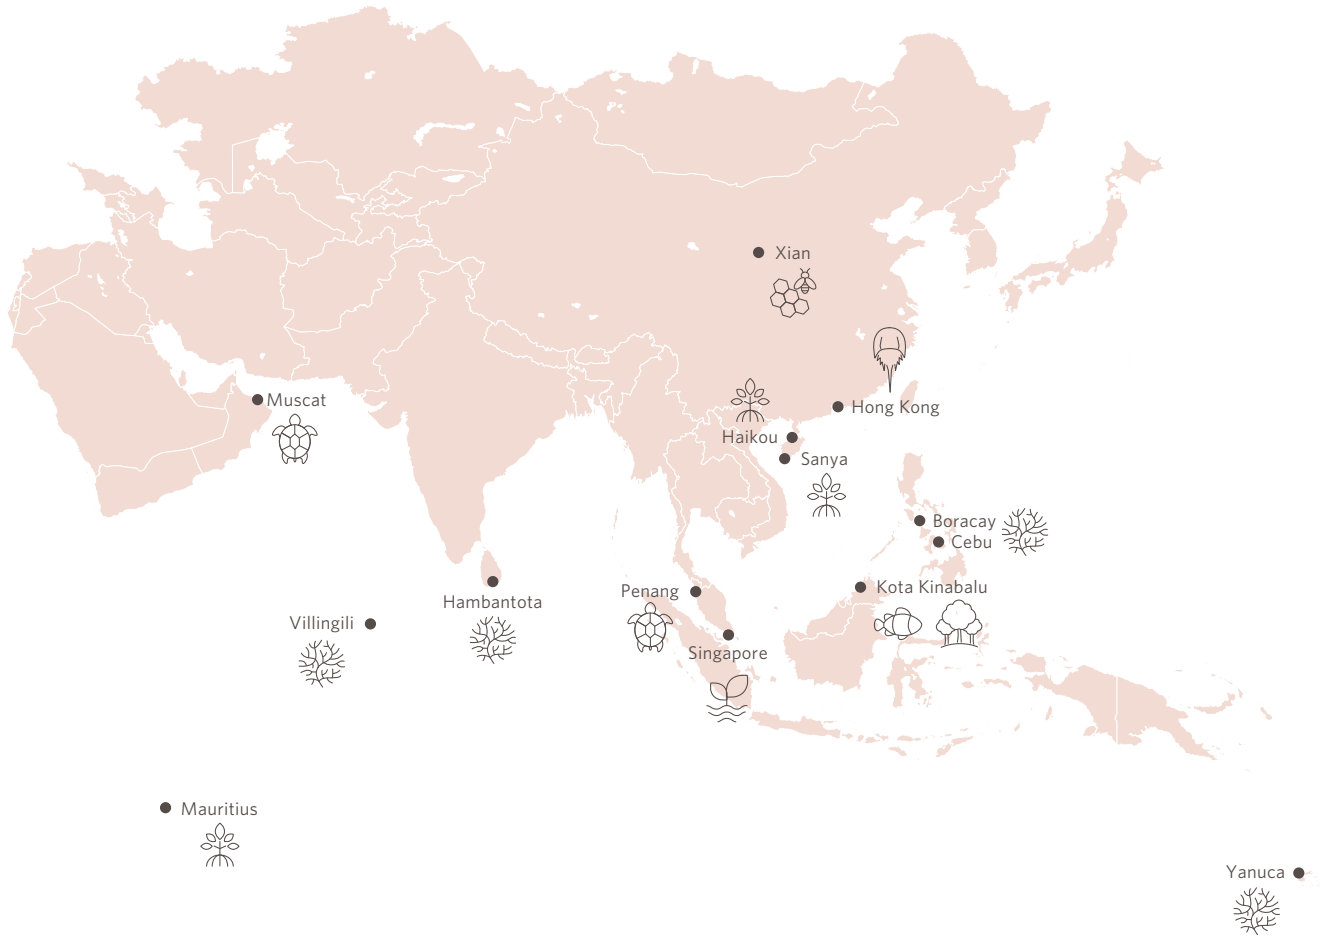 Xian
Muscat
Hong Kong
Haikou
Sanya
Boracay
Cebu
Kota Kinabalu
Penang
Hambantota
Villingili
Singapore
Mauritius
Yanuca